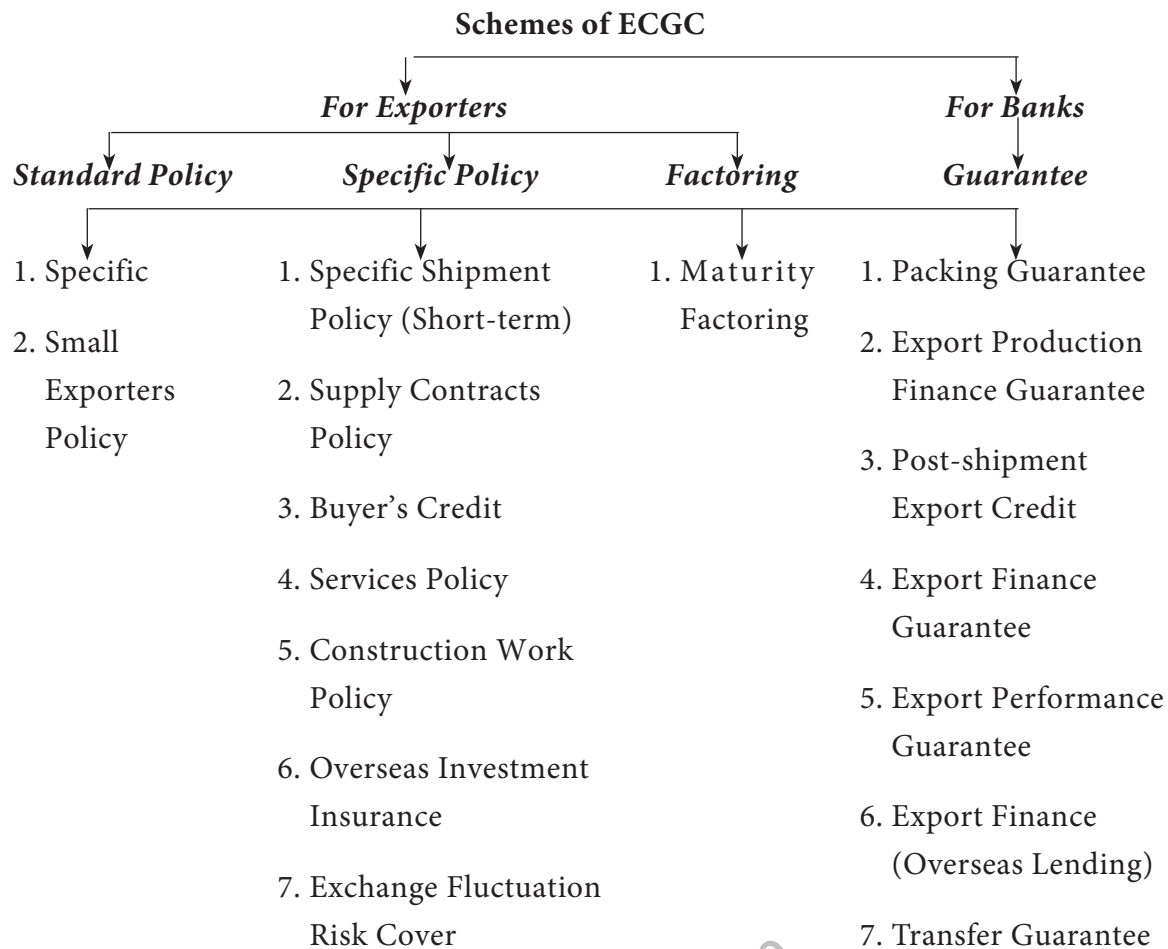 Schemes of ECGC
For Exporters
For Banks
Standard Policy
Specific Policy
Factoring
Guarantee
1. Specific
2. Small
Exporters
Policy
1. Specific Shipment
Policy (Short-term)
2. Supply Contracts
Policy
3. Buyer’s Credit
4. Services Policy
5. Construction Work
Policy
6. Overseas Investment
Insurance
7. Exchange Fluctuation
Risk Cover
1. Maturity
Factoring
1. Packing Guarantee
2. Export Production
Finance Guarantee
3. Post-shipment
Export Credit
4. Export Finance
Guarantee
5. Export Performance
Guarantee
6. Export Finance
(Overseas Lending)
7. Transfer Guarantee